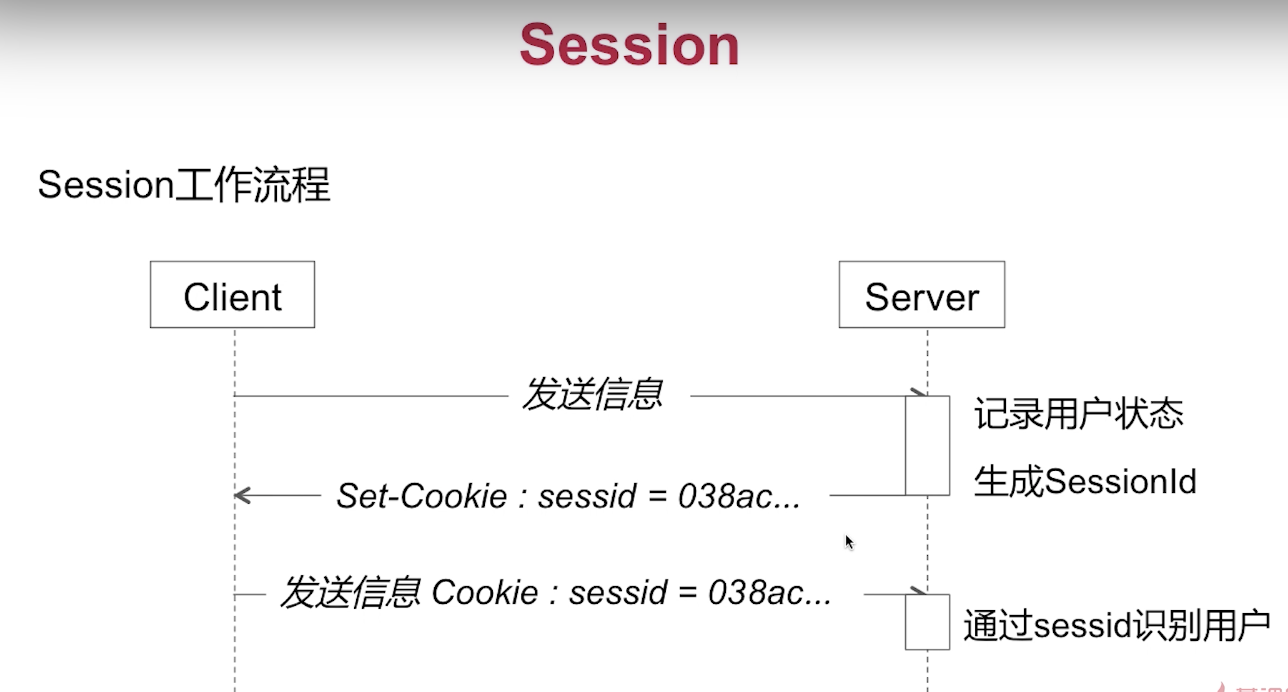 Session
Session工作流程
Client
Server
发送信息
记录用户状态
生成SessionId
Set-Cookie : sessid = 038ac...
发送信息 Cookie : sessid = 038ac...
通过sessid识别用户